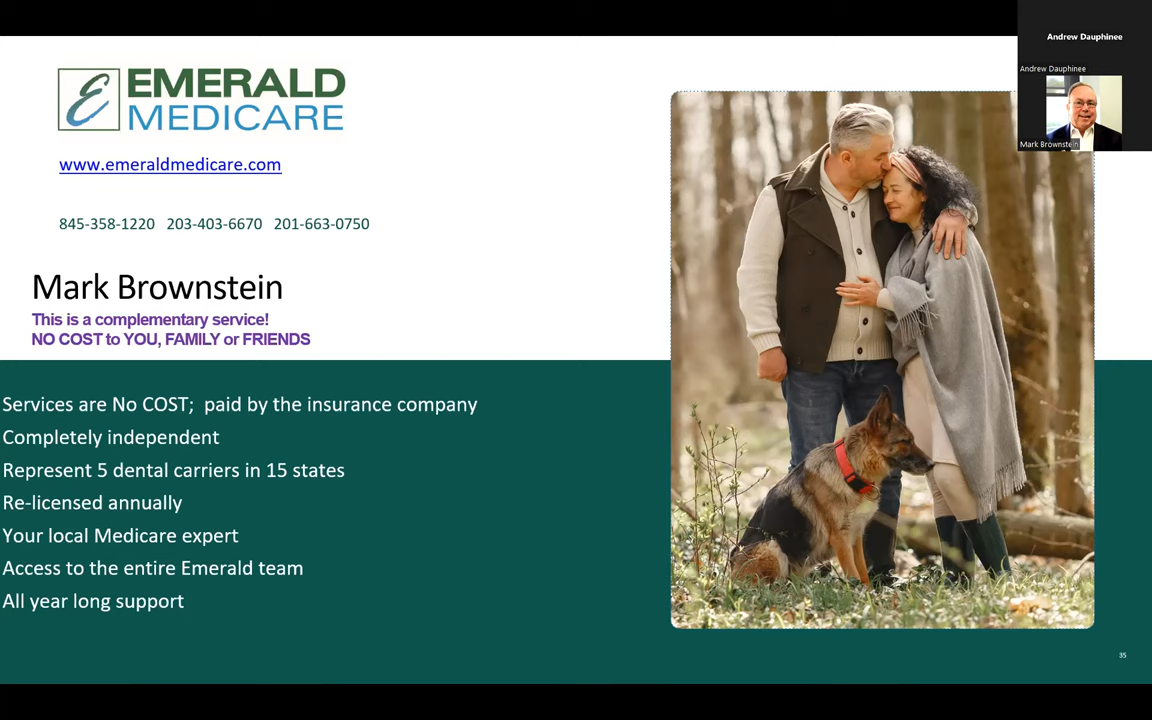 Andrew Dauphinee
Andrew Dauphinee
Mark Brownstein
E EMERALD
MEDICARE
www.emeraldmedicare.com
845-358-1220 203-403-6670 201-663-0750
Mark Brownstein
This is a complementary service!
NO COST to YOU, FAMILY or FRIENDS
Services are No COST; paid by the insurance company
Completely independent
Represent 5 dental carriers in 15 states
Re-licensed annually
Your local Medicare expert
Access to the entire Emerald team
All year long support
35